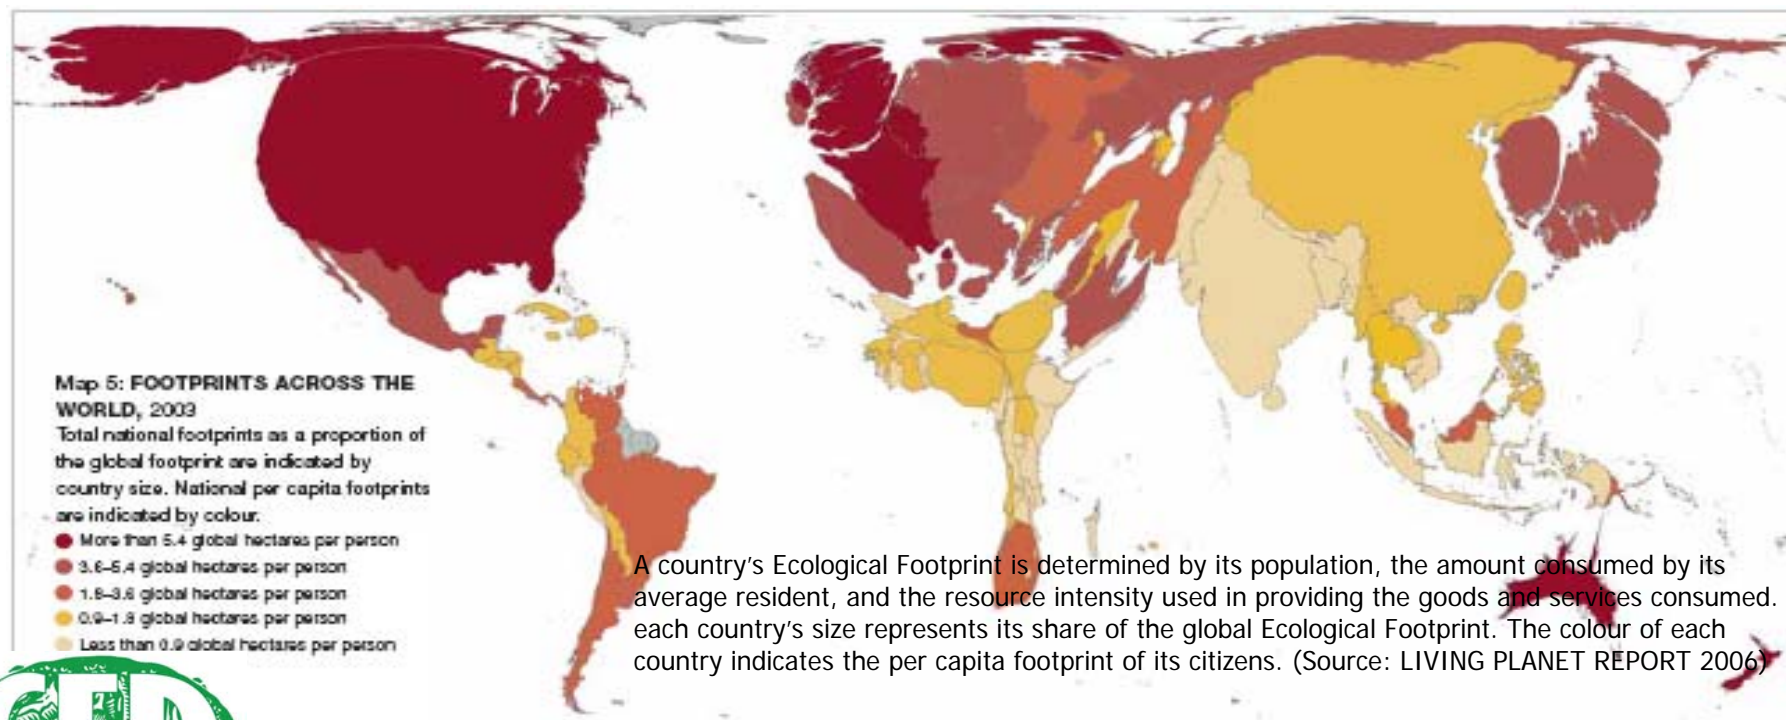 Map 5: FOOTPRINTS ACROSS THE
WORLD, 2003
Total national footprints as a proportion of
the global footprint are indicated by
country size. National per capita footprints
are indicated by colour.
More than 5.4 global hectares per person
3.6–5.4 global hectares per person
1.8–3.6 global hectares per person
0.9–1.8 global hectares per person
Less than 0.9 global hectares per person
A country's Ecological Footprint is determined by its population, the amount consumed by its
average resident, and the resource intensity used in providing the goods and services consumed.
each country's size represents its share of the global Ecological Footprint. The colour of each
country indicates the per capita footprint of its citizens. (Source: LIVING PLANET REPORT 2006)